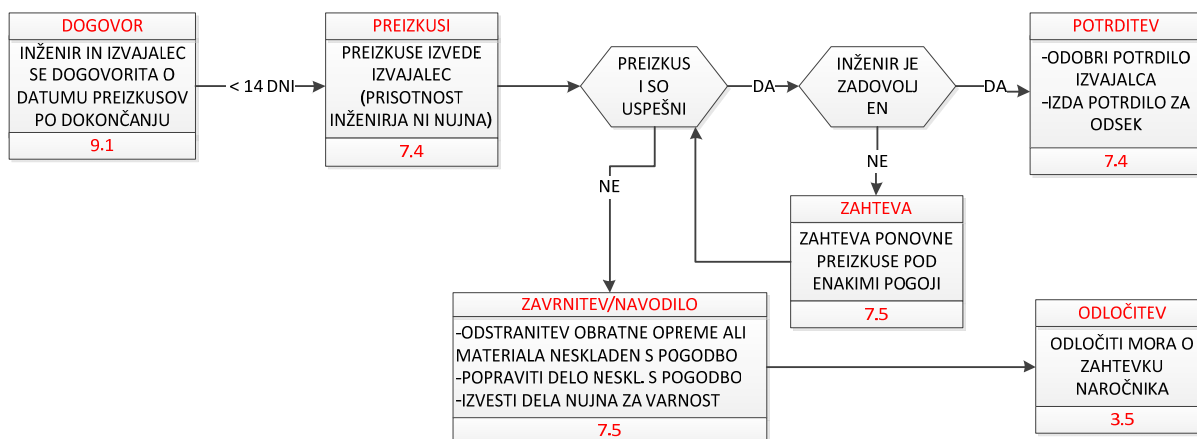 DOGOVOR
INŽENIR IN IZVAJALEC
SE DOGOVORITA O
DATUMU PREIZKUSOV
PO DOKONČANJU
9.1
< 14 DNI
PREIZKUSI
PREIZKUSE IZVEDE
IZVAJALEC
(PRISOTNOST
INŽENIRJA NI NUJNA)
7.4
PREIZKUS
I SO
USPEŠNI
DA
INŽENIR JE
ZADOVOLJ
EN
DA
POTRDITEV
-ODOBRI POTRDILO
IZVAJALCA
-IZDA POTRDILO ZA
ODSEK
7.4
NE
NE
ZAHTEVA
ZAHTEVA PONOVNE
PREIZKUSE POD
ENAKIMI POGOJI
7.5
ZAVRNITEV/NAVODILO
-ODSTRANITEV OBRATNE OPREME ALI
MATERIALA NESKLADEN S POGODBO
-POPRAVITI DELO NESKL. S POGODBO
-IZVESTI DELA NUJNA ZA VARNOST
7.5
ODLOČITEV
ODLOČITI MORA O
ZAHTEVKU
NAROČNIKA
3.5